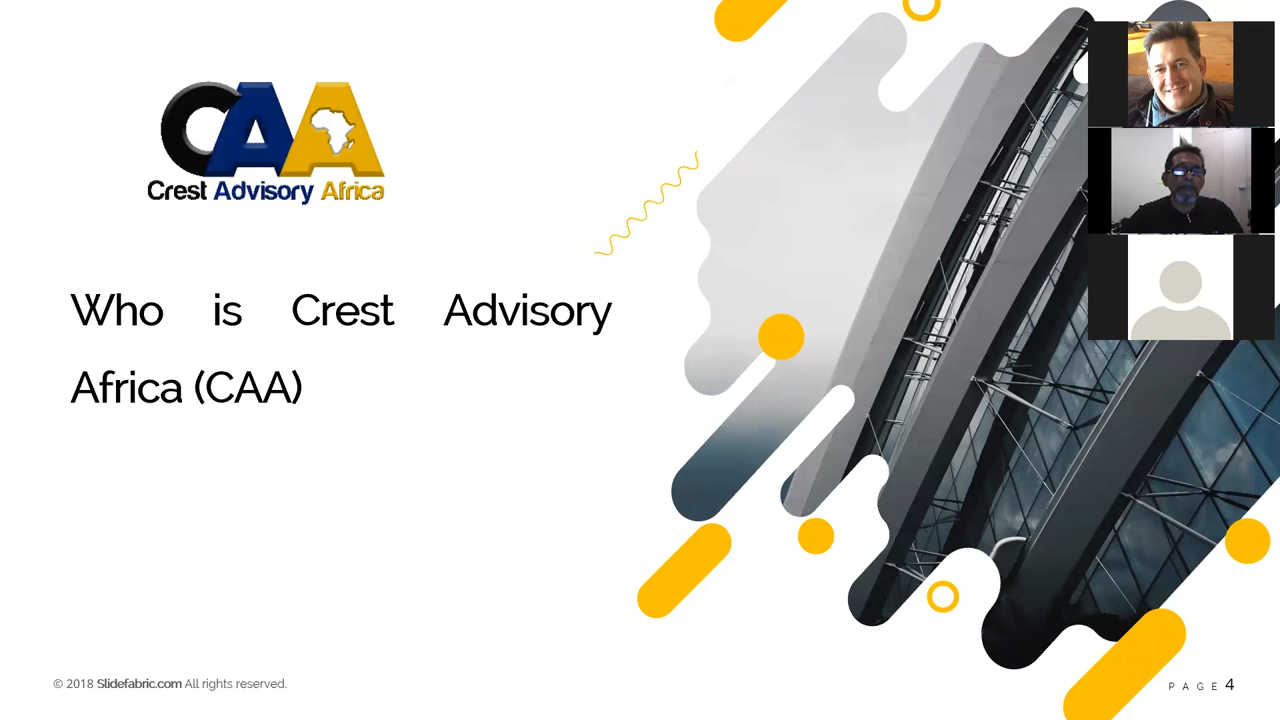 CAA
Crest Advisory Africa
Who is Crest Advisory
Africa (CAA)
© 2018 Slidefabric.com All rights reserved.
PAGE 4